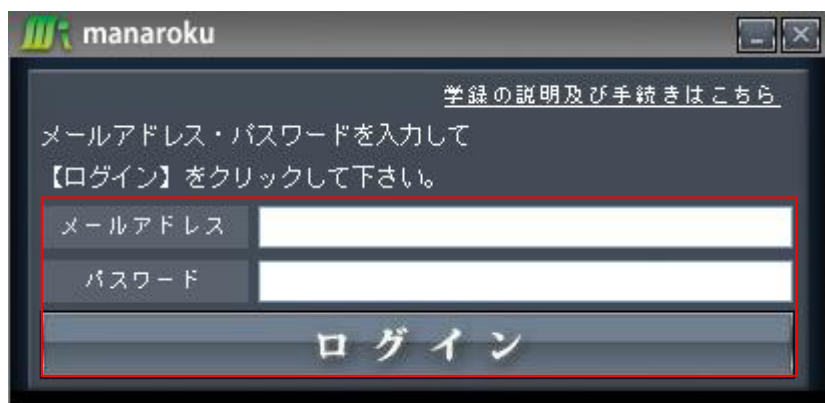 manaroku
学録の説明及び手続きはこちら
メールアドレス・パスワードを入力して
【ログイン】をクリックして下さい。
メールアドレス
パスワード
ログイン